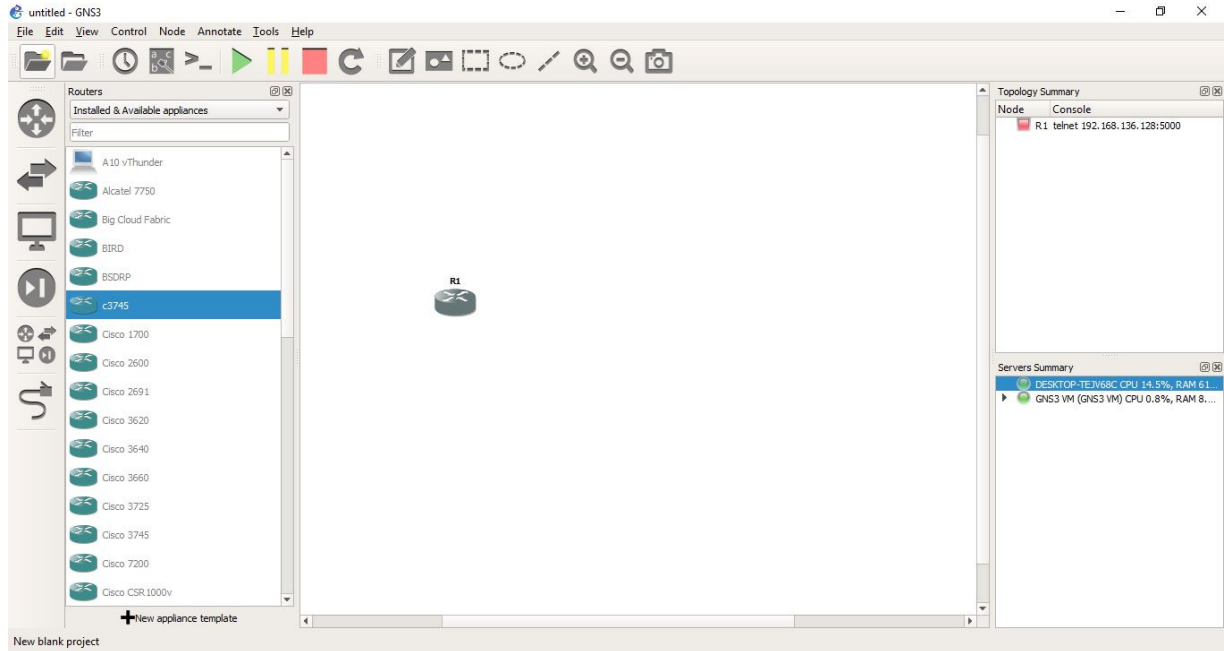 untitled - GNS3
File Edit View Control Node Annotate Tools Help
Routers
Installed & Available appliances
Filter
A10 vThunder
Alcatel 7750
Big Cloud Fabric
BIRD
BSDRP
c3745
Cisco 1700
Cisco 2600
Cisco 2691
Cisco 3620
Cisco 3640
Cisco 3660
Cisco 3725
Cisco 3745
Cisco 7200
Cisco CSR1000v
New appliance template
R1
Topology Summary
Node Console
R1 telnet 192.168.136.128:5000
Servers Summary
DESKTOP-TEJV68C CPU 14.5%, RAM 61...
GNS3 VM (GNS3 VM) CPU 0.8%, RAM 8....
New blank project